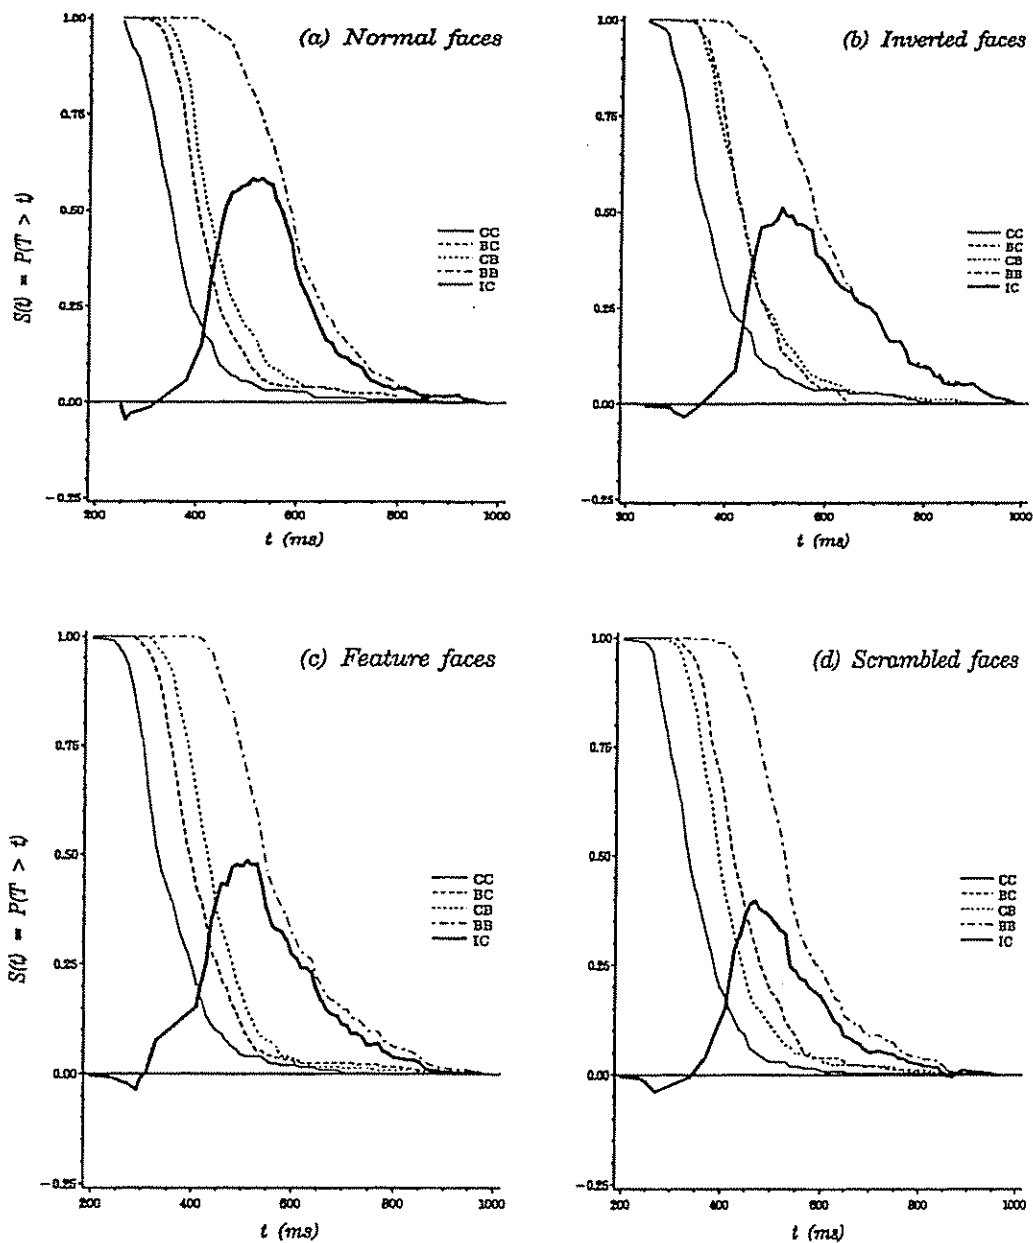 (a) Normal faces
1.00
0.75
0.50
0.25
0.00
-0.25
S(t) = P(T > t)
CC
BC
CB
BB
IC
200 400 600 800 1000
t (ms)
(b) Inverted faces
1.00
0.75
0.50
0.25
0.00
-0.25
CC
BC
CB
BB
IC
200 400 600 800 1000
t (ms)
(c) Feature faces
1.00
0.75
0.50
0.25
0.00
-0.25
S(t) = P(T > t)
CC
BC
CB
BB
IC
200 400 600 800 1000
t (ms)
(d) Scrambled faces
1.00
0.75
0.50
0.25
0.00
-0.25
CC
BC
CB
BB
IC
200 400 600 800 1000
t (ms)